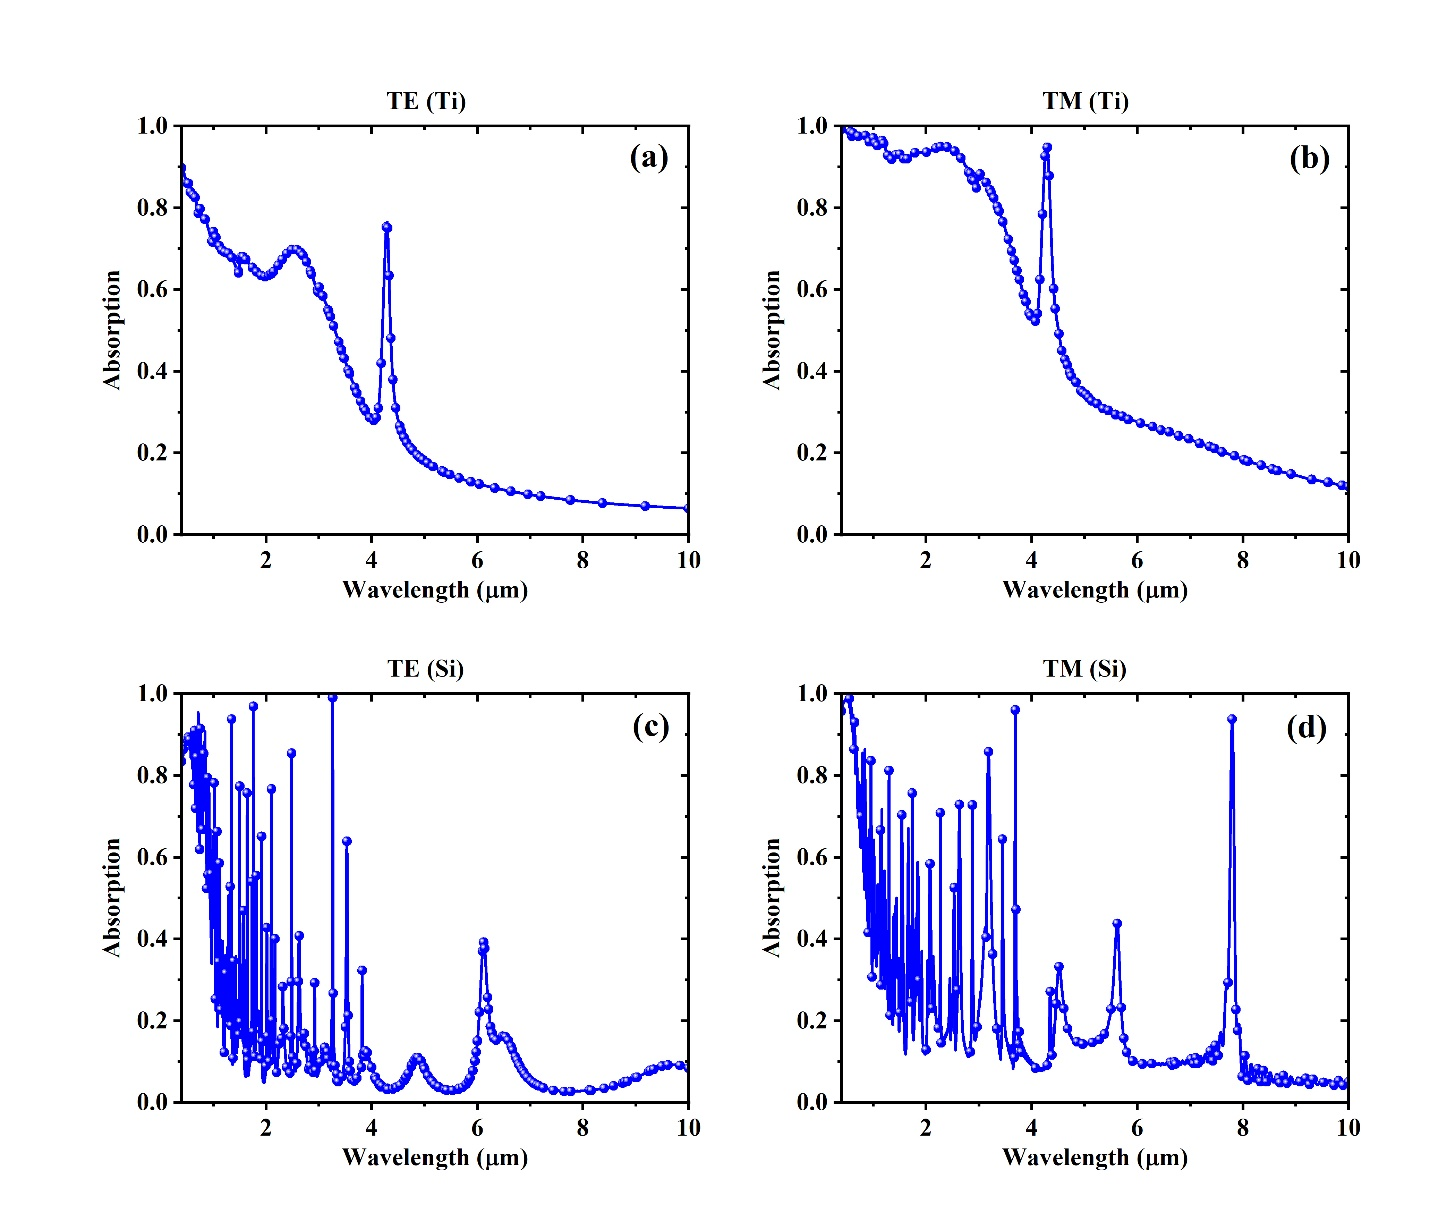 TE (Ti)
(a)
1.0
0.8
0.6
0.4
0.2
0.0
Absorption
2 4 6 8 10
Wavelength (μm)
TM (Ti)
(b)
1.0
0.8
0.6
0.4
0.2
0.0
Absorption
2 4 6 8 10
Wavelength (μm)
TE (Si)
(c)
1.0
0.8
0.6
0.4
0.2
0.0
Absorption
2 4 6 8 10
Wavelength (μm)
TM (Si)
(d)
1.0
0.8
0.6
0.4
0.2
0.0
Absorption
2 4 6 8 10
Wavelength (μm)